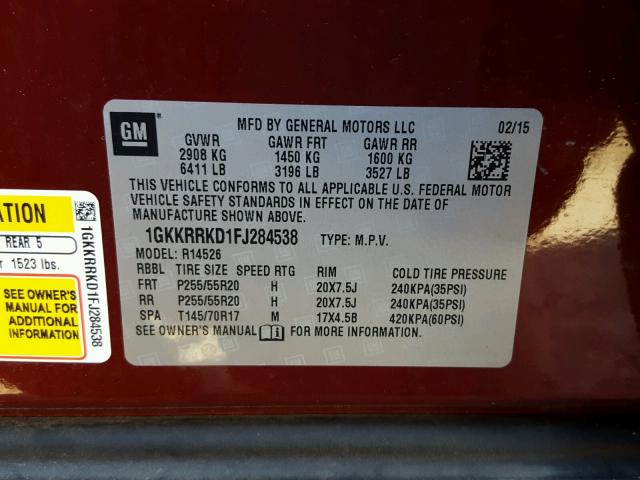 GM
MFD BY GENERAL MOTORS LLC 02/15
GVWR GAWR FRT GAWR RR
2908 KG 1450 KG 1600 KG
6411 LB 3196 LB 3527 LB
THIS VEHICLE CONFORMS TO ALL APPLICABLE U.S. FEDERAL MOTOR
VEHICLE SAFETY STANDARDS IN EFFECT ON THE DATE OF
MANUFACTURE SHOWN ABOVE.
1GKKRRKD1FJ284538 TYPE: M.P.V.
MODEL: R14526
RBBL TIRE SIZE SPEED RTG RIM COLD TIRE PRESSURE
FRT P255/55R20 H 20X7.5J 240KPA(35PSI)
RR P255/55R20 H 20X7.5J 240KPA(35PSI)
SPA T145/70R17 M 17X4.5B 420KPA(60PSI)
SEE OWNER'S MANUAL FOR MORE INFORMATION.
ATION
REAR 5
r 1523 lbs.
SEE OWNER'S
MANUAL FOR
ADDITIONAL
INFORMATION
1GKKRRKD1FJ284538